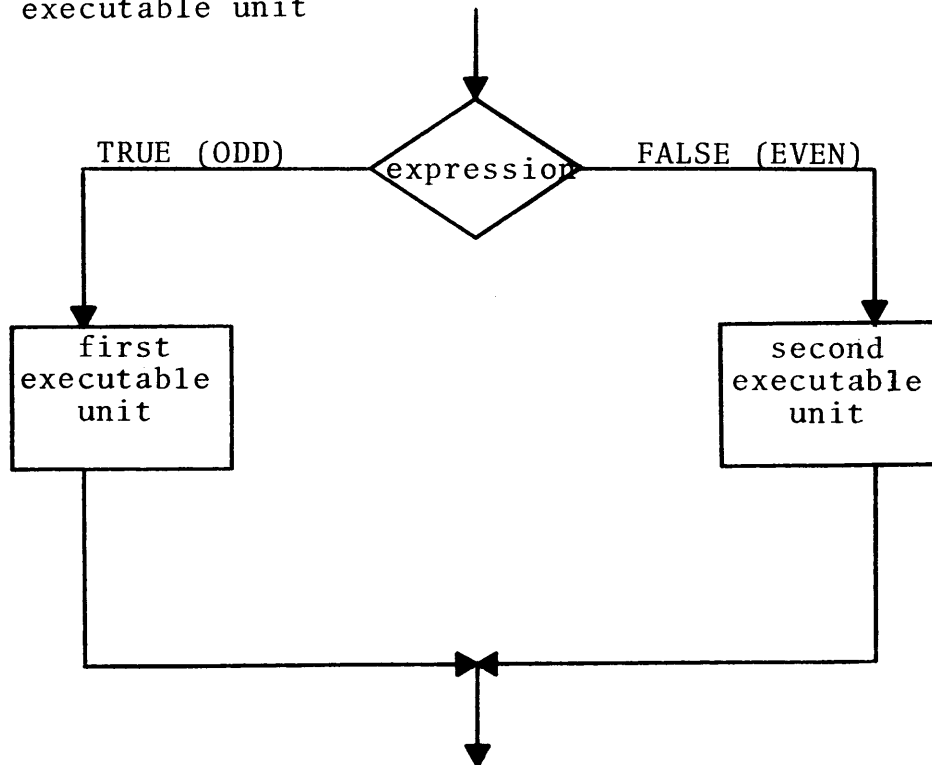 executable unit
TRUE (ODD)
expression
FALSE (EVEN)
first
executable
unit
second
executable
unit